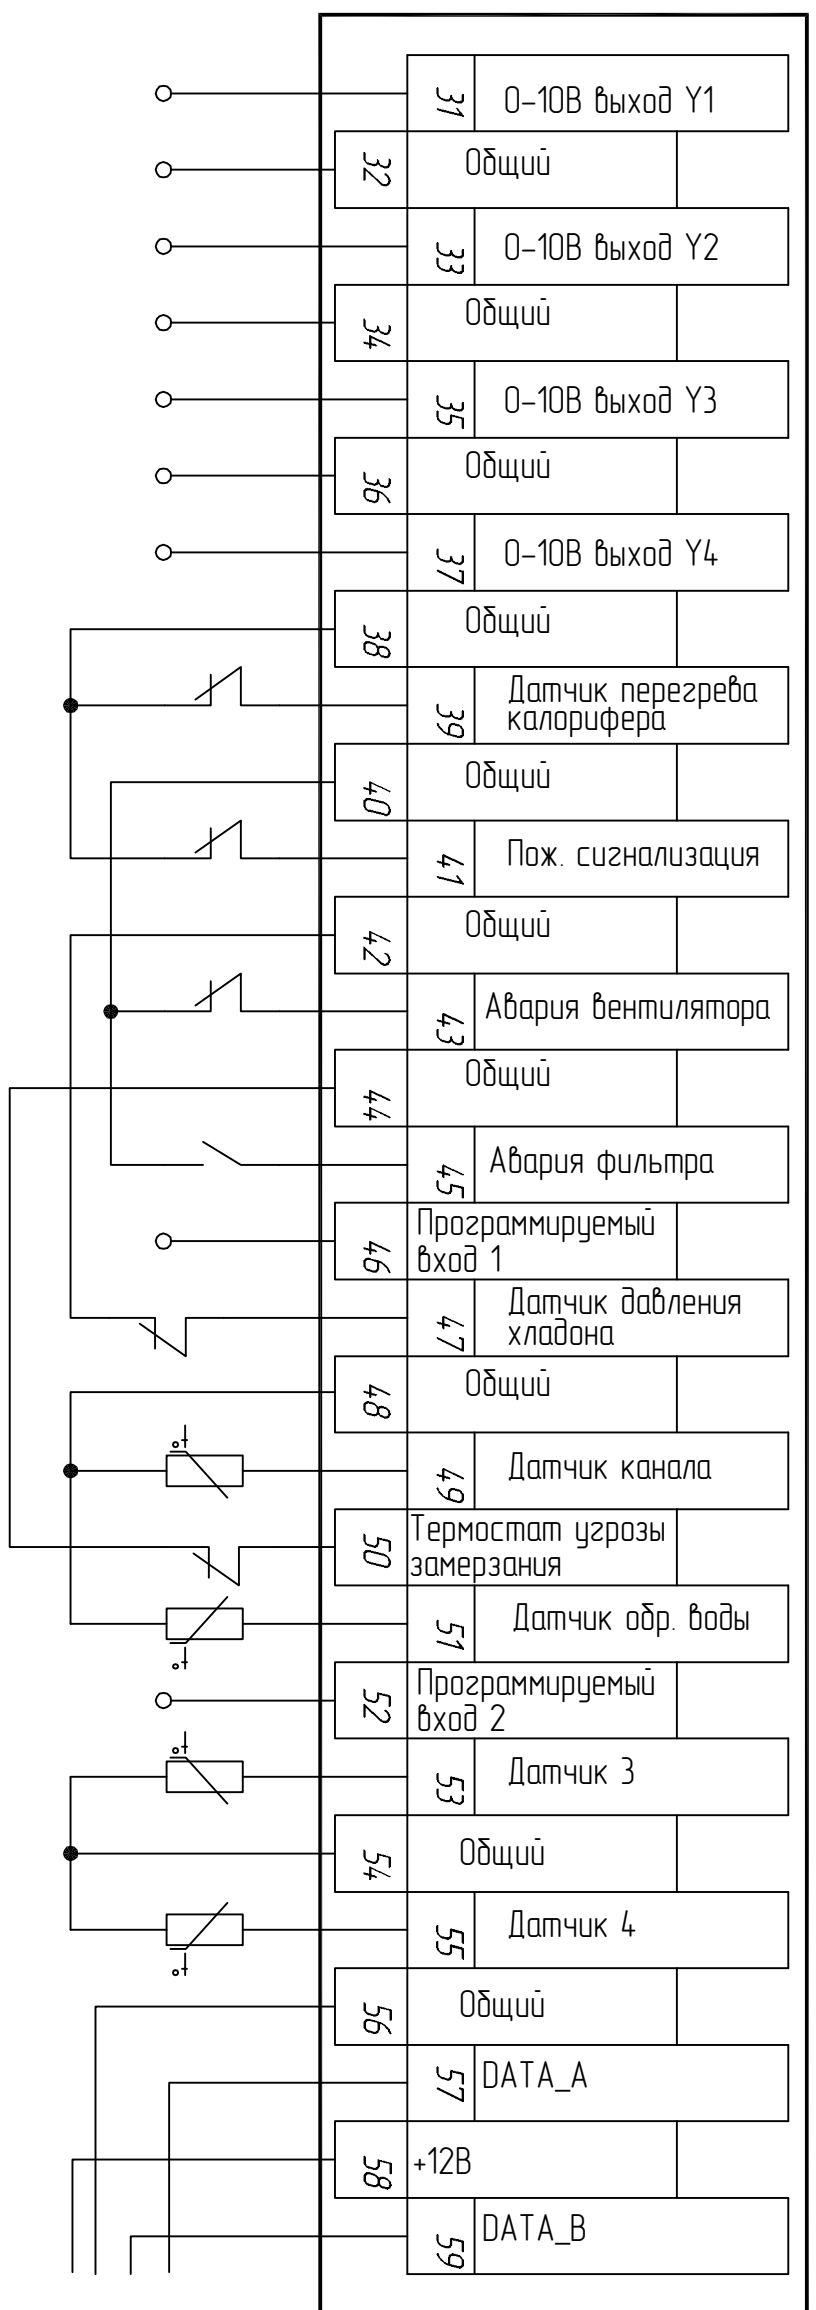 31 0-10В выход Y1
32 Общий
33 0-10В выход Y2
34 Общий
35 0-10В выход Y3
36 Общий
37 0-10В выход Y4
38 Общий
39 Датчик перегрева
калорифера
40 Общий
41 Пож. сигнализация
42 Общий
43 Авария вентилятора
44 Общий
45 Авария фильтра
46 Программируемый
вход 1
47 Датчик давления
хладона
48 Общий
t°
49 Датчик канала
50 Термостат угрозы
замерзания
51 Датчик обр. воды
t°
52 Программируемый
вход 2
t°
53 Датчик 3
54 Общий
55 Датчик 4
t°
56 Общий
57 DATA_A
58 +12В
59 DATA_B